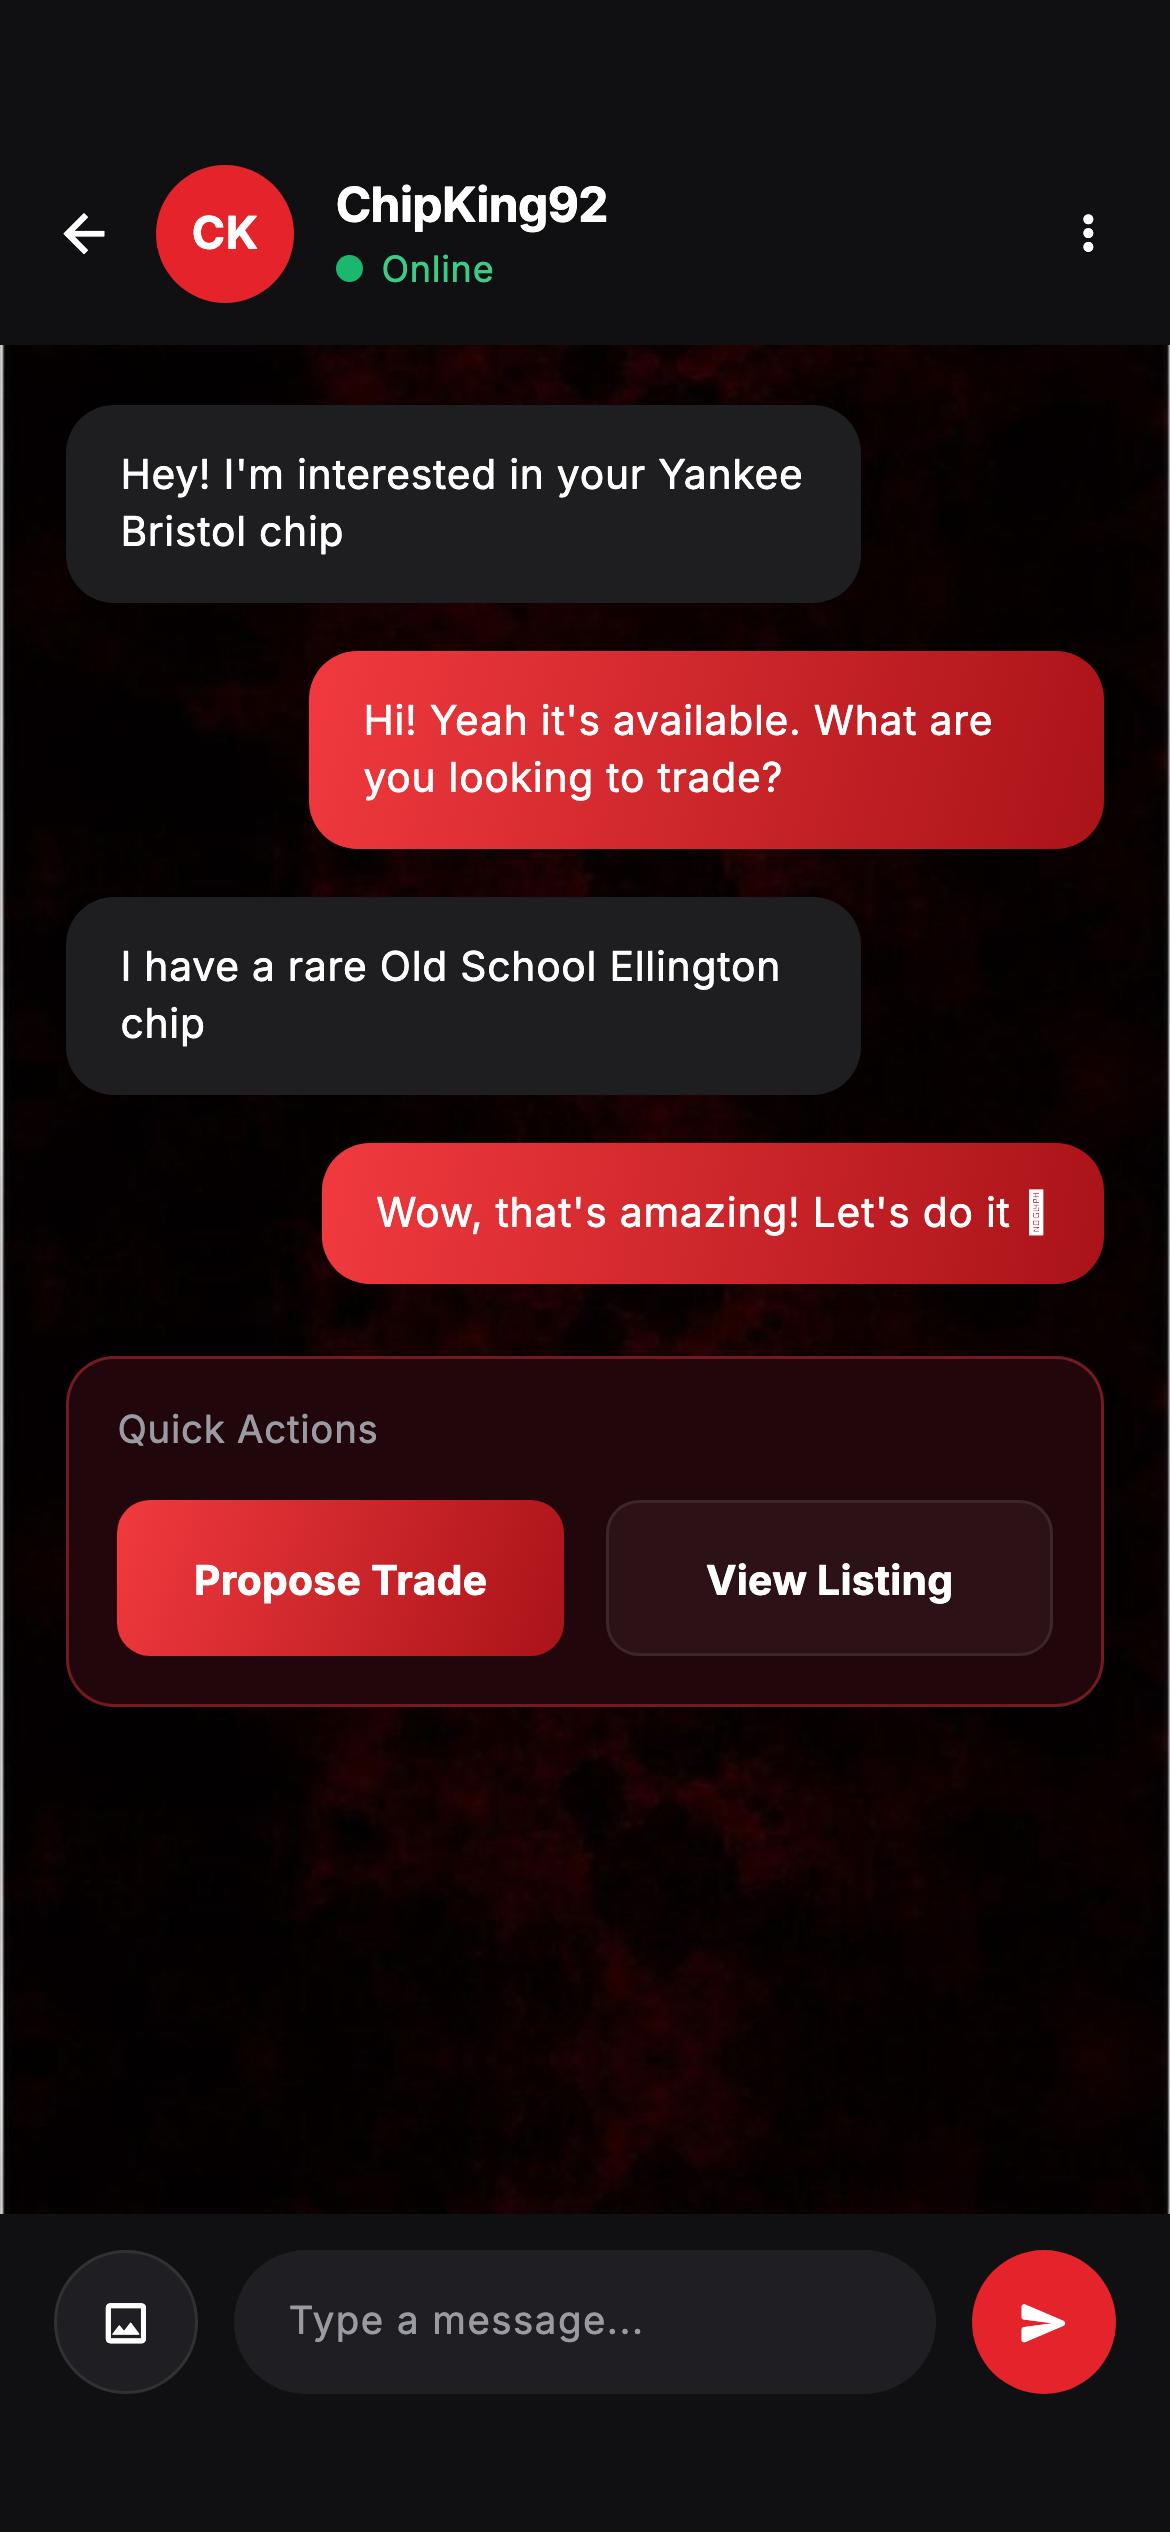 CK
ChipKing92
Online
Hey! I'm interested in your Yankee
Bristol chip
Hi! Yeah it's available. What are
you looking to trade?
I have a rare Old School Ellington
chip
Wow, that's amazing! Let's do it
Quick Actions
Propose Trade
View Listing
Type a message...